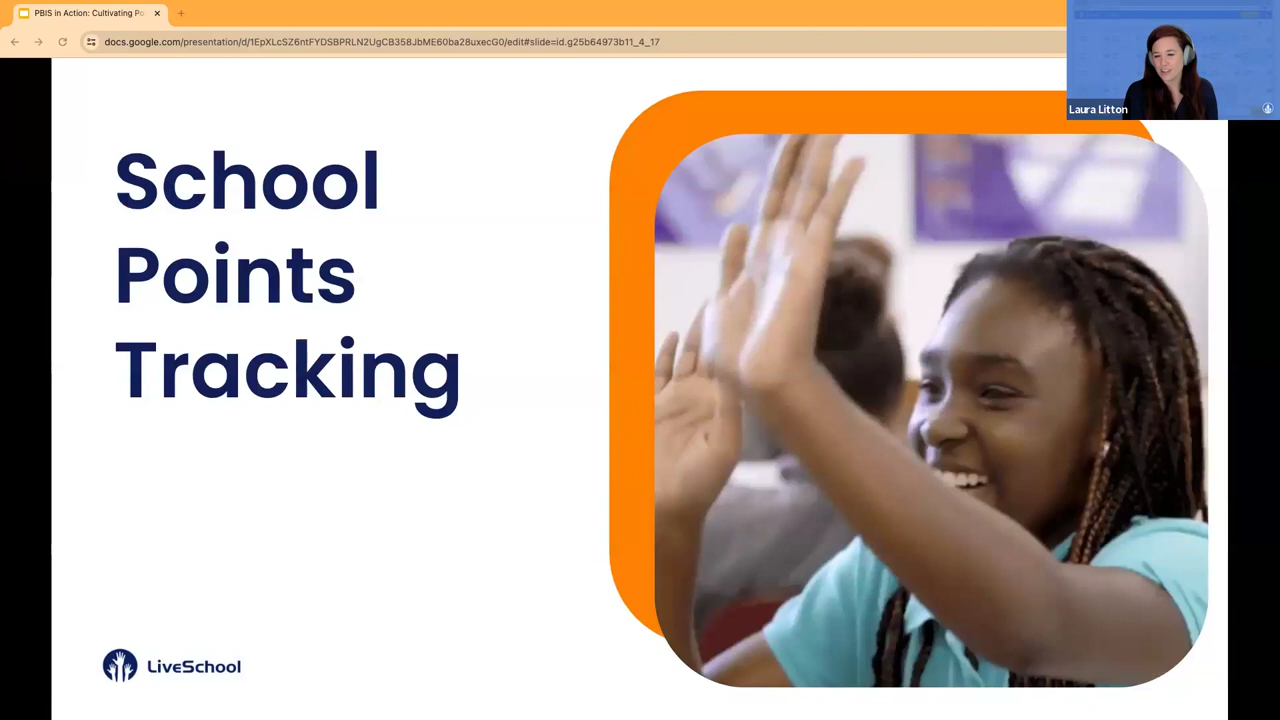 PBIS in Action: Cultivating Po
docs.google.com/presentation/d/1EpXLcSZ6ntFYDSBPRLN2UgCB358JbME60ba28uxecG0/edit#slide=id.g25b64973b11_4_17
Laura Litton
School
Points
Tracking
LiveSchool